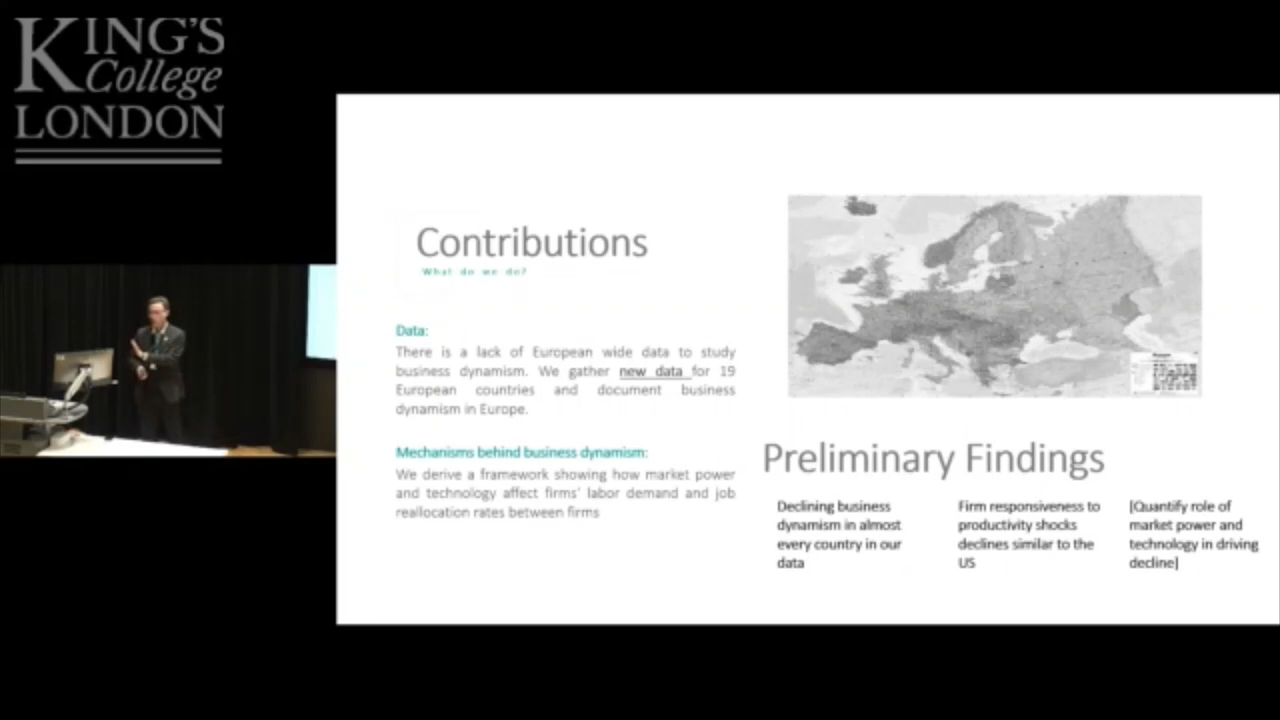 KING'S
College
LONDON
Contributions
What do we do?
Data:
There is a lack of European wide data to study
business dynamism. We gather new data for 19
European countries and document business
dynamism in Europe.
Mechanisms behind business dynamism:
We derive a framework showing how market power
and technology affect firms' labor demand and job
reallocation rates between firms
Preliminary Findings
Declining business
dynamism in almost
every country in our
data
Firm responsiveness to
productivity shocks
declines similar to the
US
[Quantify role of
market power and
technology in driving
decline]